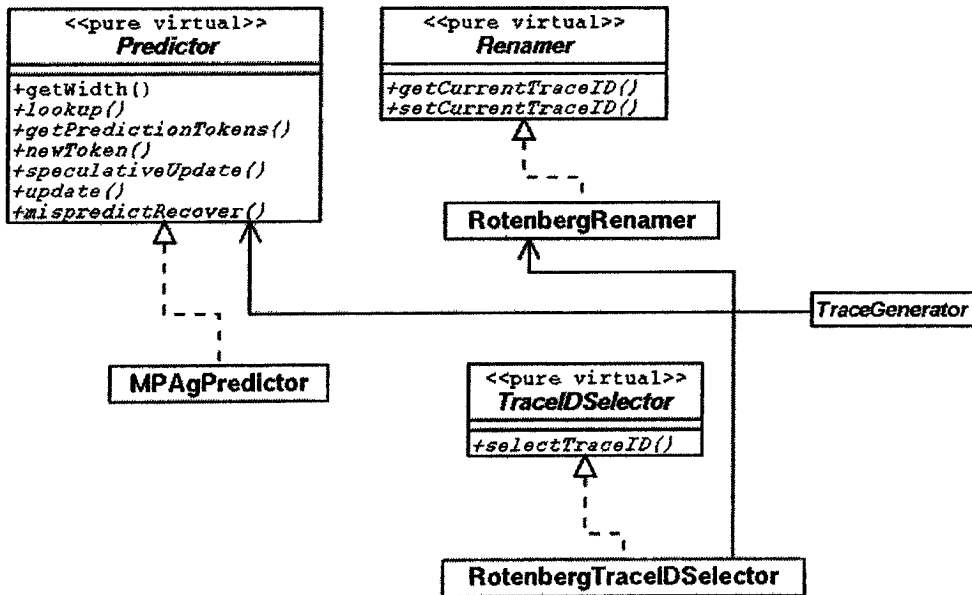 <<pure virtual>>
Predictor
+getWidth()
+lookup()
+getPredictionTokens()
+newToken()
+speculativeUpdate()
+update()
+mispredictRecover()
<<pure virtual>>
Renamer
+getCurrentTraceID()
+setCurrentTraceID()
RotenbergRenamer
TraceGenerator
MPAgPredictor
<<pure virtual>>
TraceIDSelector
+selectTraceID()
RotenbergTraceIDSelector